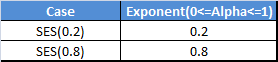 Case Exponent(0<=Alpha<=1)
SES(0.2) 0.2
SES(0.8) 0.8